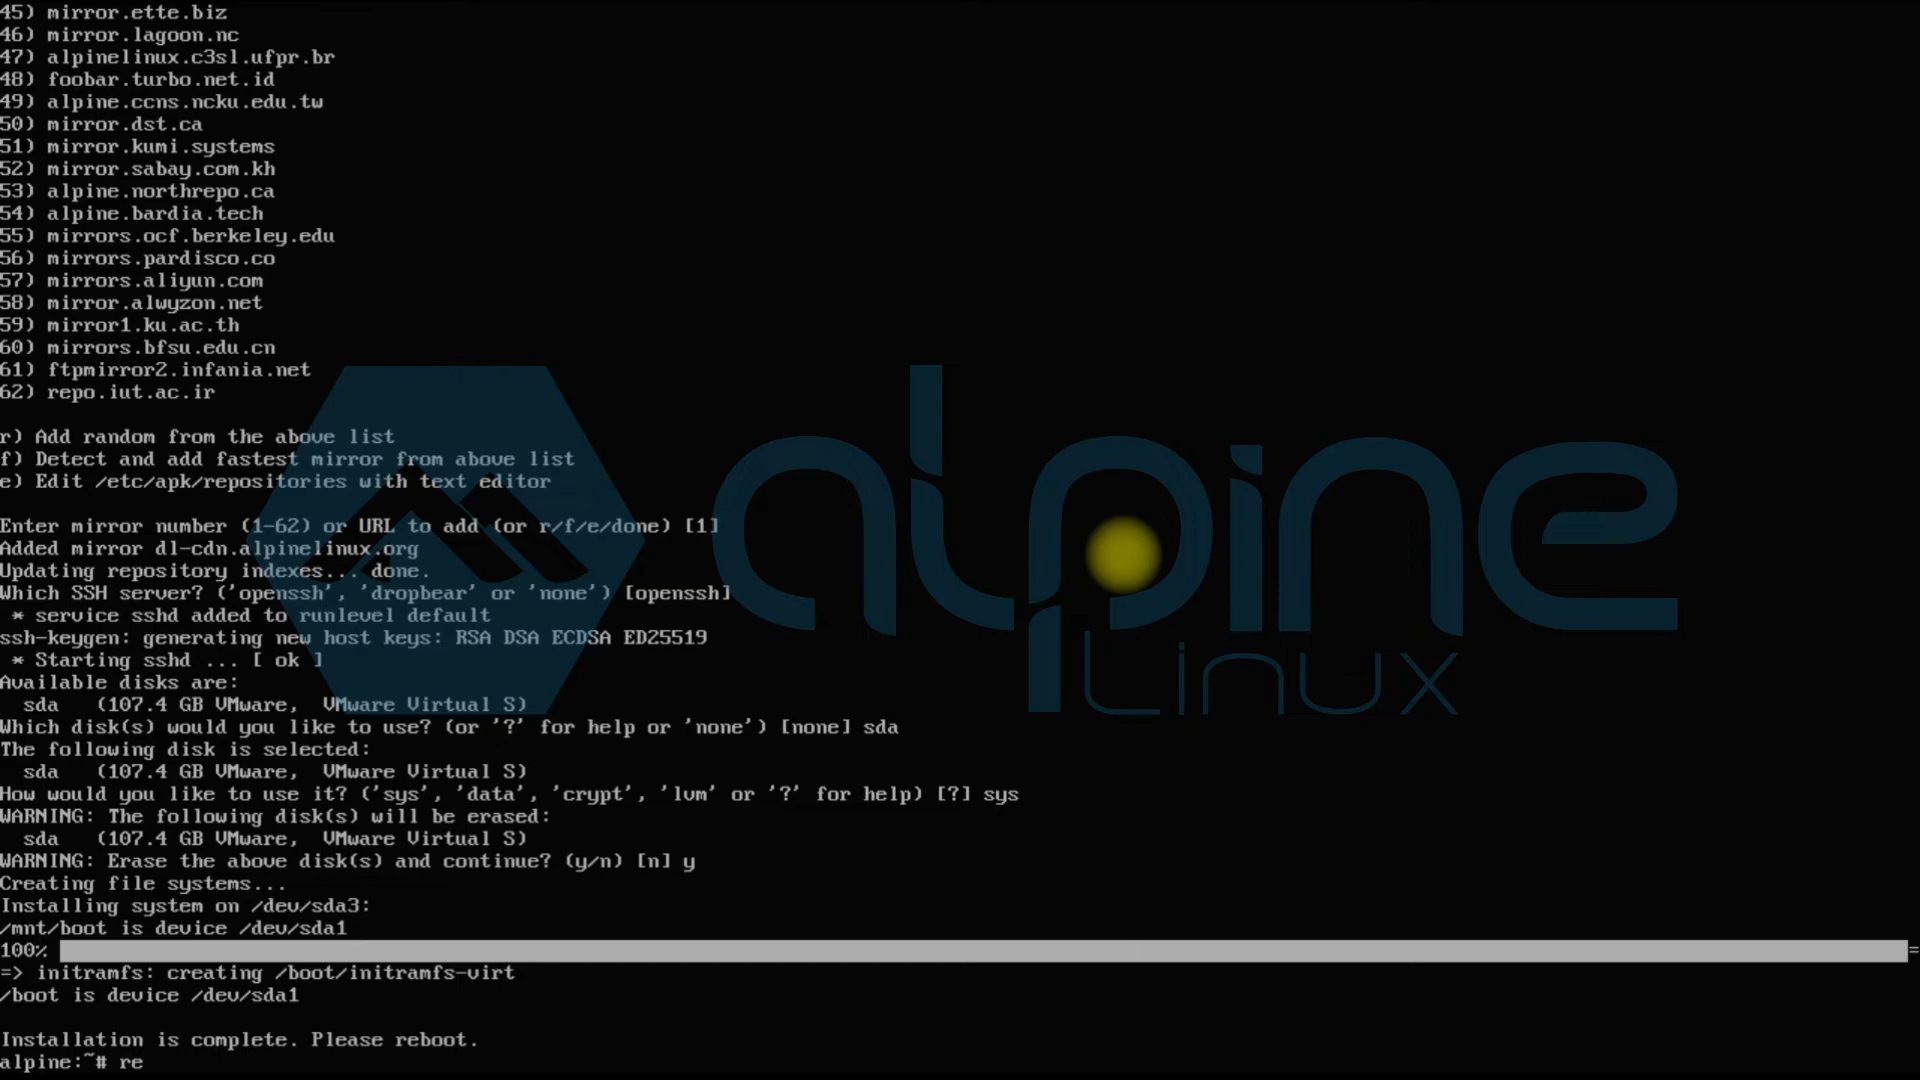 45) mirror.ette.biz
46) mirror.lagoon.nc
47) alpinelinux.c3sl.ufpr.br
48) foobar.turbo.net.id
49) alpine.ccns.ncku.edu.tw
50) mirror.dst.ca
51) mirror.kumi.systems
52) mirror.sabay.com.kh
53) alpine.northrepo.ca
54) alpine.bardia.tech
55) mirrors.ocf.berkeley.edu
56) mirrors.pardisco.co
57) mirrors.aliyun.com
58) mirror.alwyzon.net
59) mirror1.ku.ac.th
60) mirrors.bfsu.edu.cn
61) ftpmirror2.infania.net
62) repo.iut.ac.ir
r) Add random from the above list
f) Detect and add fastest mirror from above list
e) Edit /etc/apk/repositories with text editor
Enter mirror number (1-62) or URL to add (or r/f/e/done) [1]
Added mirror dl-cdn.alpinelinux.org
Updating repository indexes... done.
Which SSH server? ('openssh', 'dropbear' or 'none') [openssh]
* service sshd added to runlevel default
ssh-keygen: generating new host keys: RSA DSA ECDSA ED25519
* Starting sshd ... [ ok ]
Available disks are:
sda (107.4 GB VMware, VMware Virtual S)
Which disk(s) would you like to use? (or '?' for help or 'none') [none] sda
The following disk is selected:
sda (107.4 GB VMware, VMware Virtual S)
How would you like to use it? ('sys', 'data', 'crypt', 'lvm' or '?' for help) [?] sys
WARNING: The following disk(s) will be erased:
sda (107.4 GB VMware, VMware Virtual S)
WARNING: Erase the above disk(s) and continue? (y/n) [n] y
Creating file systems...
Installing system on /dev/sda3:
/mnt/boot is device /dev/sda1
100% =
=> initramfs: creating /boot/initramfs-virt
/boot is device /dev/sda1
Installation is complete. Please reboot.
alpine:~# re
alpine
Linux